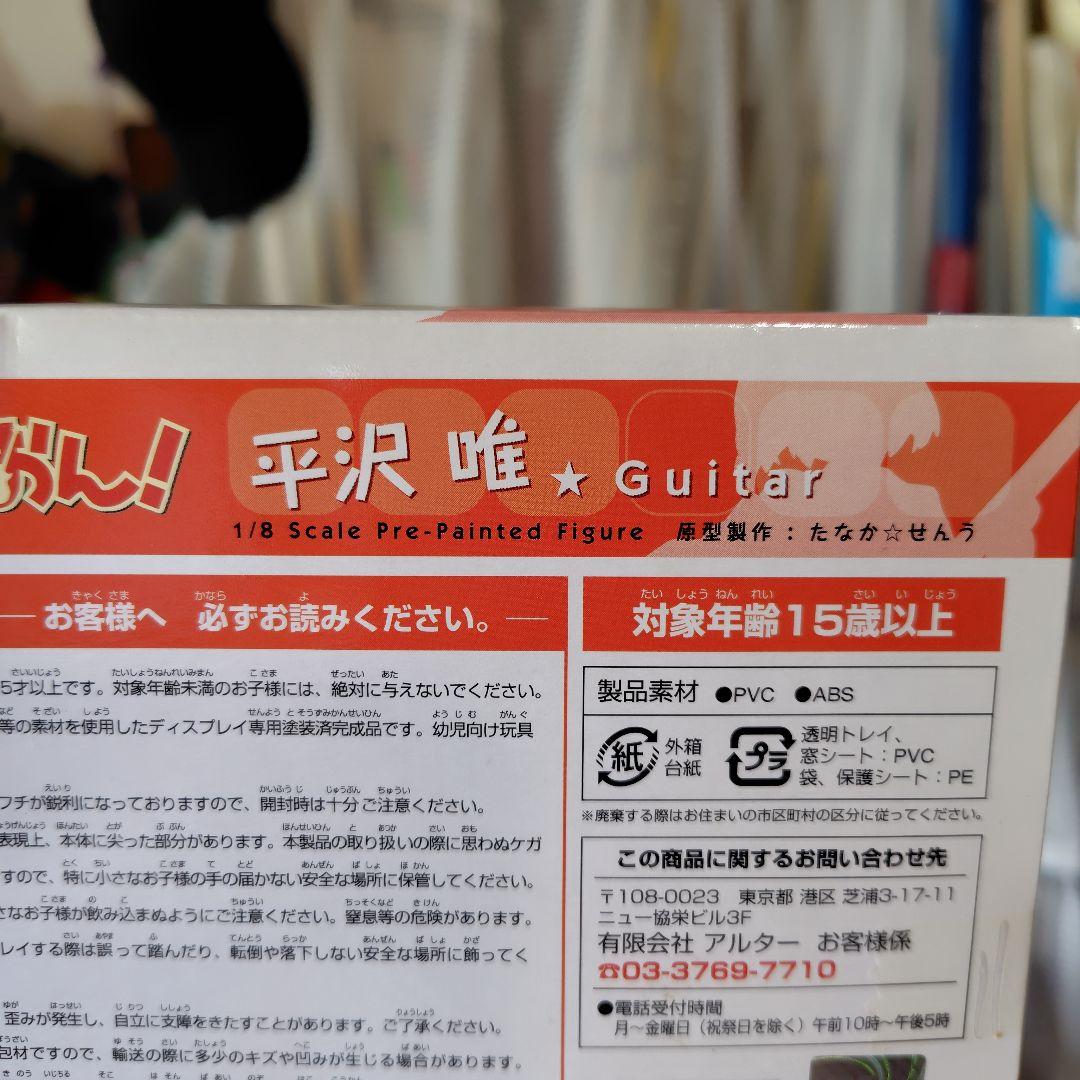 おん!
平沢 唯 ★ Guitar
1/8 Scale Pre-Painted Figure 原型製作：たなか☆せんう
お客様へ 必ずお読みください。
5才以上です。対象年齢未満のお子様には、絶対に与えないでください。
等の素材を使用したディスプレイ専用塗装済完成品です。幼児向け玩具
フチが鋭利になっておりますので、開封時は十分ご注意ください。
表現上、本体に尖った部分があります。本製品の取り扱いの際に思わぬケガ
すので、特に小さなお子様の手の届かない安全な場所に保管してください。
さなお子様が飲み込まぬようにご注意ください。窒息等の危険があります。
レイする際は誤って踏んだり、転倒や落下しない安全な場所に飾ってく
歪みが発生し、自立に支障をきたすことがあります。ご了承ください。
包材ですので、輸送の際に多少のキズや凹みが生じる場合があります。
対象年齢15歳以上
製品素材 ●PVC ●ABS
紙 外箱
台紙
プラ 透明トレイ、
窓シート：PVC
袋、保護シート：PE
※廃棄する際はお住まいの市区町村の区分に従ってください。
この商品に関するお問い合わせ先
〒108-0023 東京都 港区 芝浦3-17-11
ニュー協栄ビル3F
有限会社 アルター お客様係
☎03-3769-7710
●電話受付時間
月～金曜日（祝祭日を除く）午前10時～午後5時